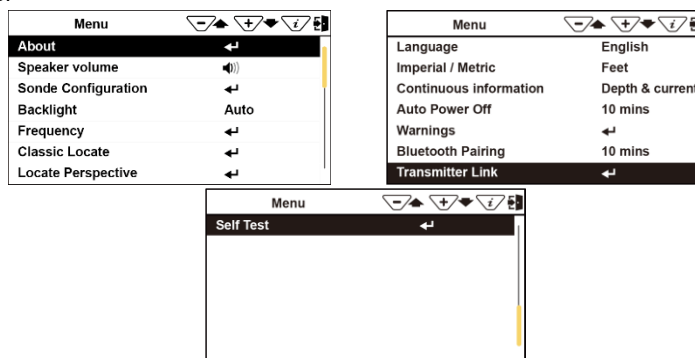 Menu
About
Speaker volume
Sonde Configuration
Backlight Auto
Frequency
Classic Locate
Locate Perspective
Menu
Language English
Imperial / Metric Feet
Continuous information Depth & current
Auto Power Off 10 mins
Warnings
Bluetooth Pairing 10 mins
Transmitter Link
Menu
Self Test